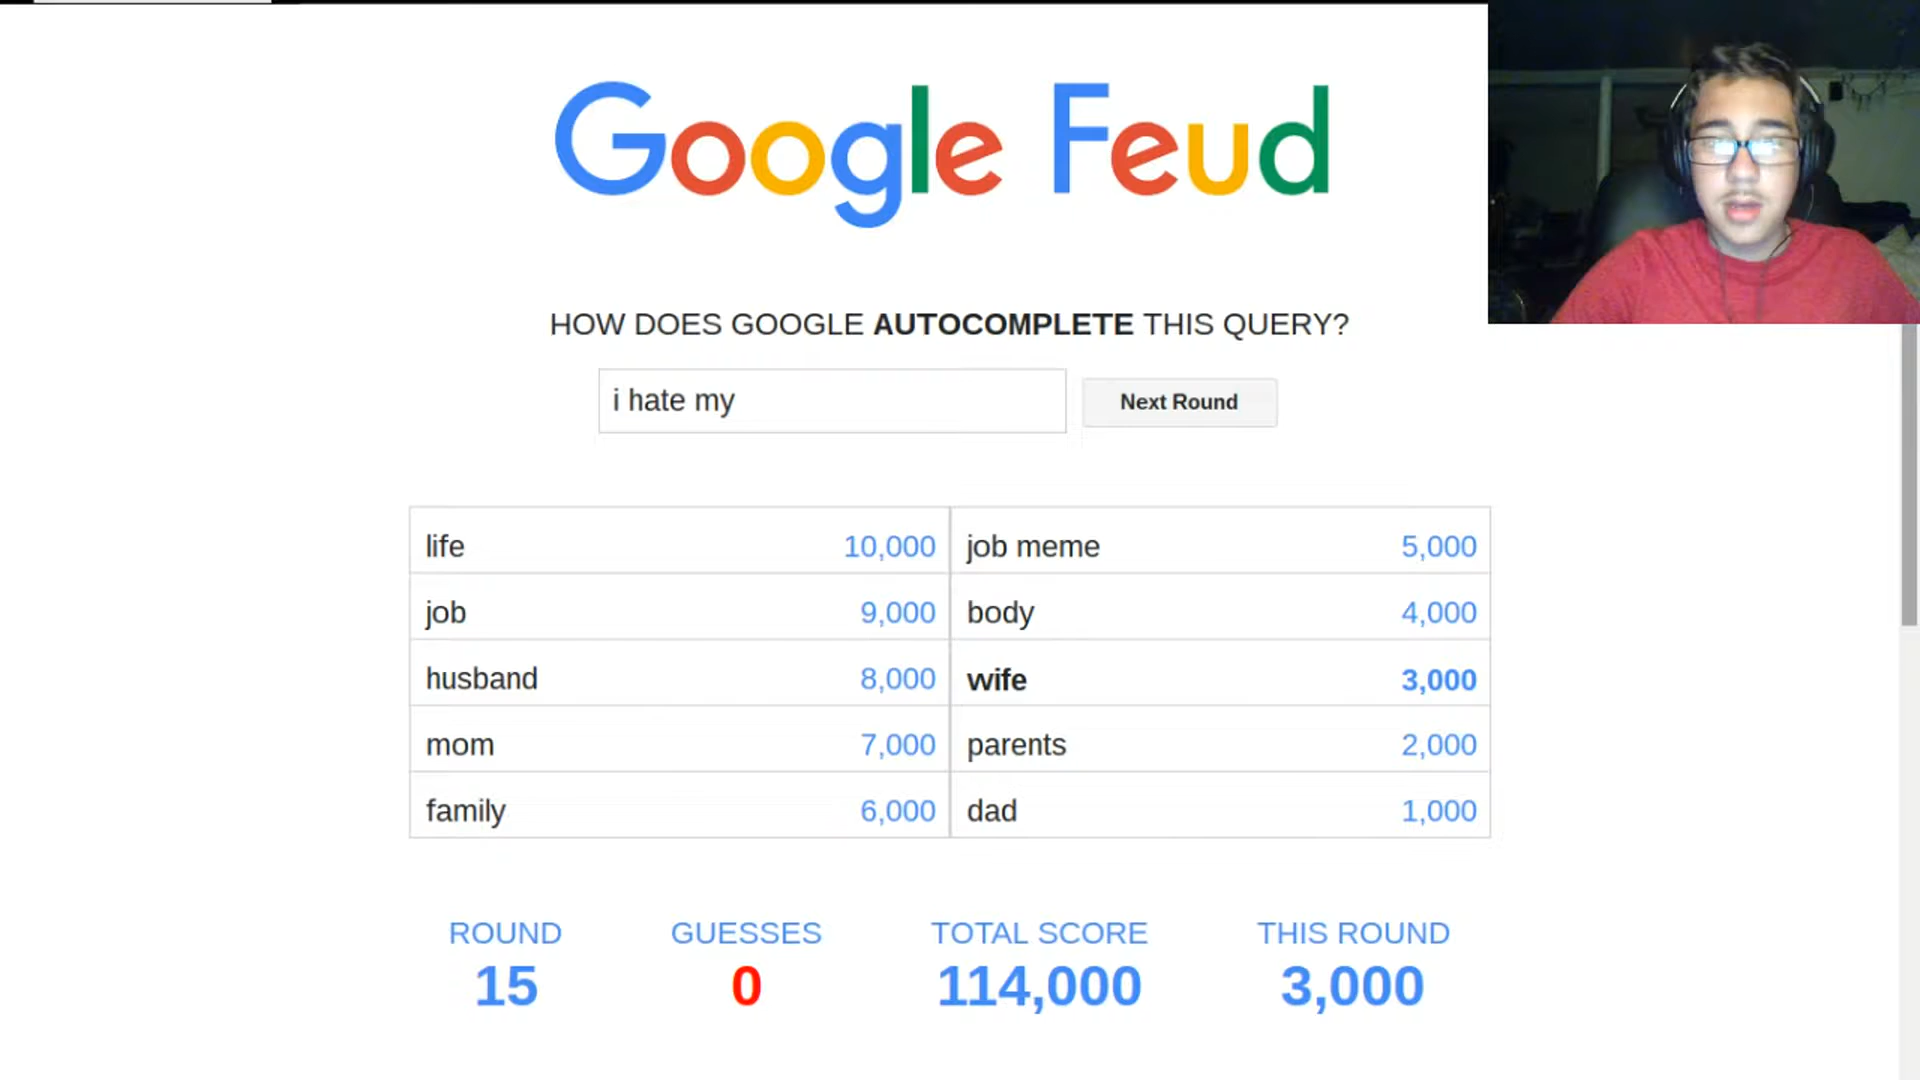 Google Feud
HOW DOES GOOGLE AUTOCOMPLETE THIS QUERY?
i hate my
Next Round
life 10,000 job meme 5,000
job 9,000 body 4,000
husband 8,000 wife 3,000
mom 7,000 parents 2,000
family 6,000 dad 1,000
ROUND GUESSES TOTAL SCORE THIS ROUND
15 0 114,000 3,000